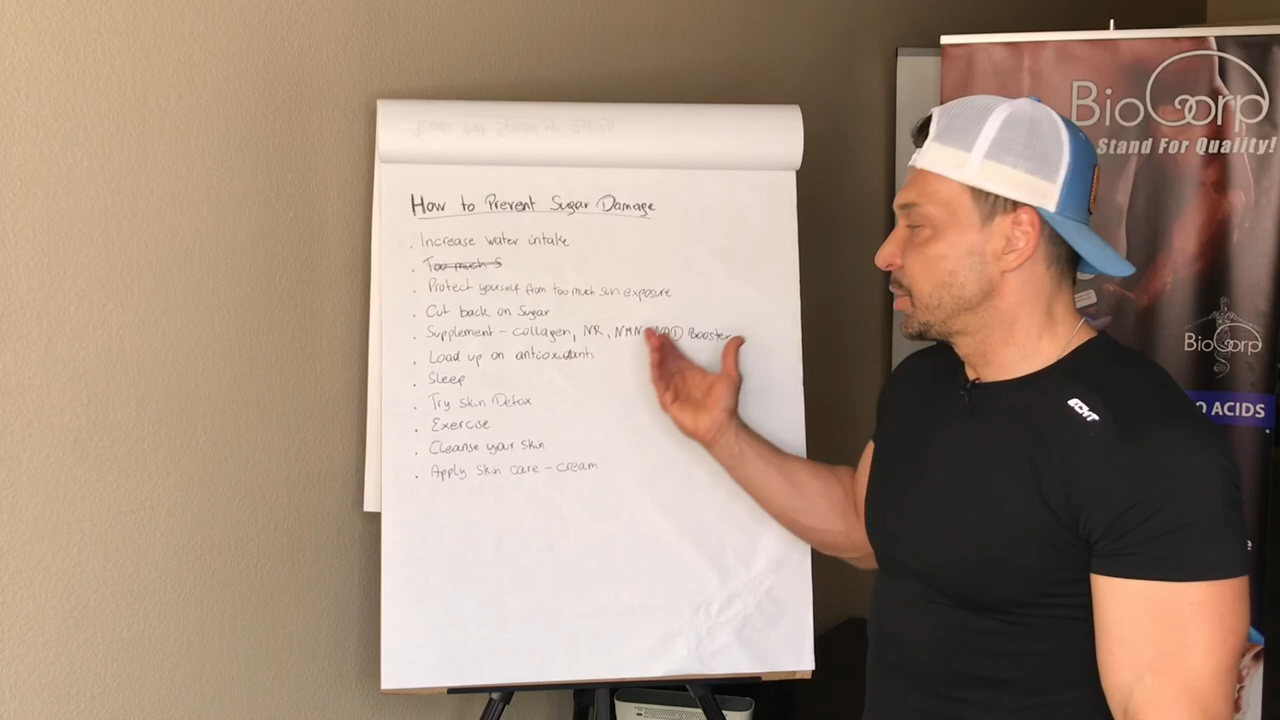 How to Prevent Sugar Damage
. Increase water intake
. Too much S
. Protect yourself from too much sun exposure
. Cut back on Sugar
. Supplement - collagen, NR, NMN, NAD Booster
. Load up on antioxidants
. Sleep
. Try Skin Detox
. Exercise
. Cleanse your Skin
. Apply Skin care - cream
BioCorp
Stand For Quality!
BioCorp
O ACIDS
ECHT